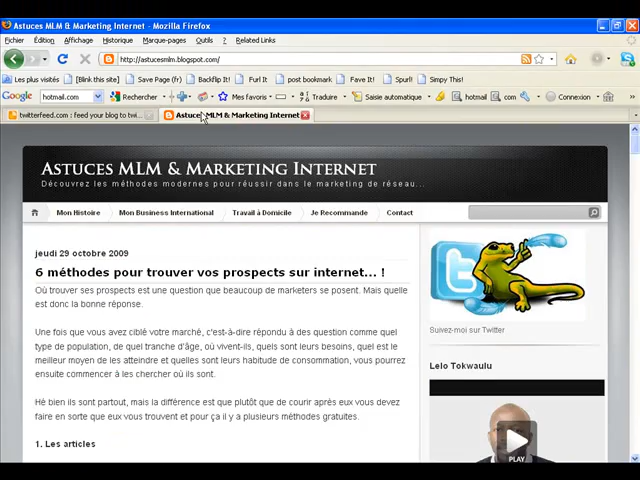 Astuces MLM & Marketing Internet - Mozilla Firefox
Fichier Édition Affichage Historique Marque-pages Outils ? Related Links
http://astucesmlm.blogspot.com/
Les plus visités [Blink this site] Save Page (fr) Backflip It! Furl It post bookmark Fave It! Spurl! Simpy This!
Google hotmail.com Rechercher Mes favoris Traduire Saisie automatique hotmail com Connexion
twitterfeed.com : feed your blog to twi... Astuces MLM & Marketing Internet
ASTUCES MLM & MARKETING INTERNET
Découvrez les méthodes modernes pour réussir dans le marketing de réseau...
Mon Histoire Mon Business International Travail à Domicile Je Recommande Contact
jeudi 29 octobre 2009
6 méthodes pour trouver vos prospects sur internet... !
Où trouver ses prospects est une question que beaucoup de marketers se posent. Mais quelle
est donc la bonne réponse.
Une fois que vous avez ciblé votre marché, c'est-à-dire répondu à des question comme quel
type de population, de quel tranche d'âge, où vivent-ils, quels sont leurs besoins, quel est le
meilleur moyen de les atteindre et quelles sont leurs habitude de consommation, vous pourrez
ensuite commencer à les chercher où ils sont.
Hé bien ils sont partout, mais la différence est que plutôt que de courir après eux vous devez
faire en sorte que eux vous trouvent et pour ça il y a plusieurs méthodes gratuites.
1. Les articles
t
Suivez-moi sur Twitter
Lelo Tokwaulu
PLAY